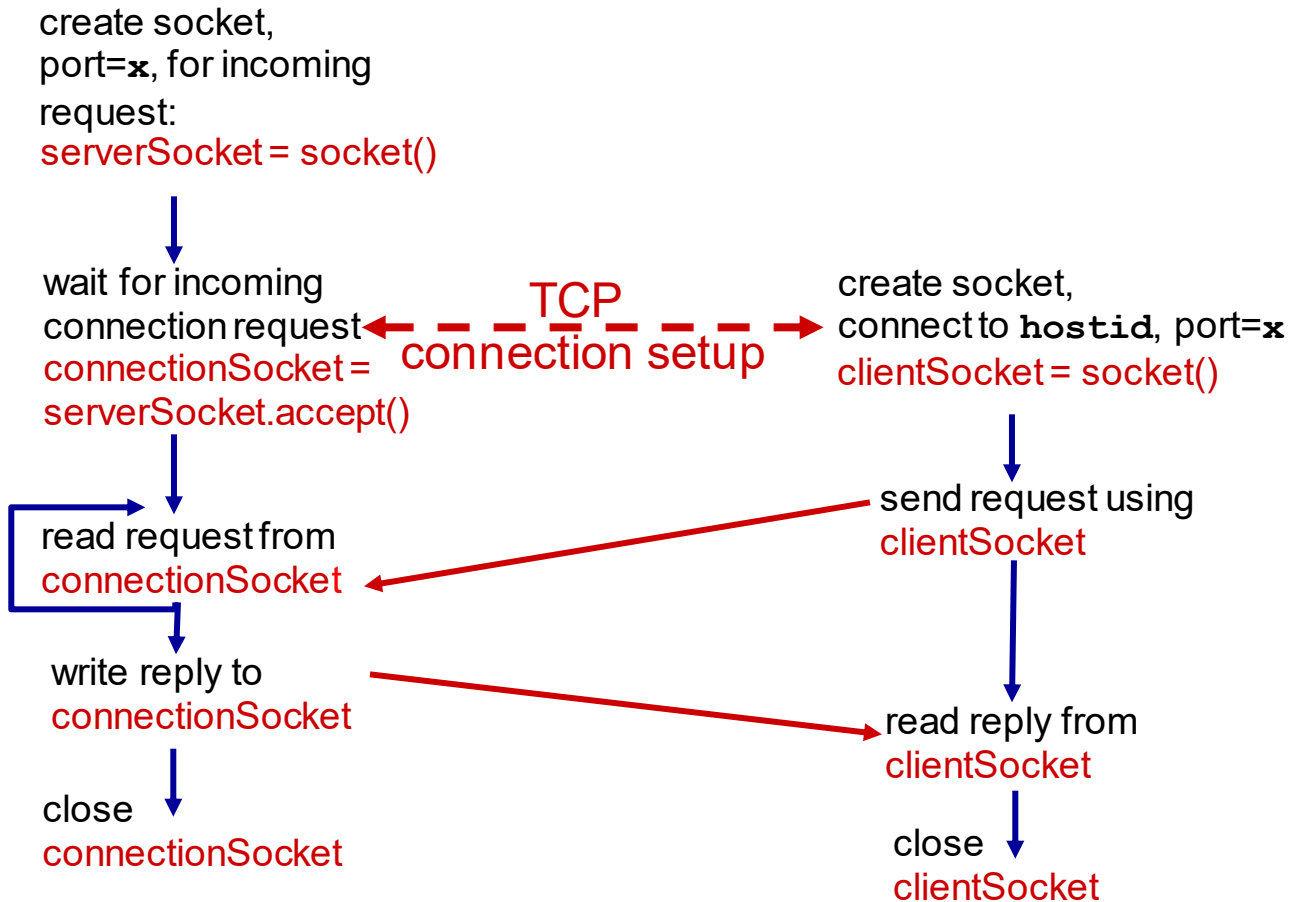 create socket,
port=x, for incoming
request:
serverSocket = socket()
wait for incoming
connection request
connectionSocket =
serverSocket.accept()
TCP
connection setup
create socket,
connect to hostid, port=x
clientSocket = socket()
send request using
clientSocket
read request from
connectionSocket
write reply to
connectionSocket
read reply from
clientSocket
close
connectionSocket
close
clientSocket